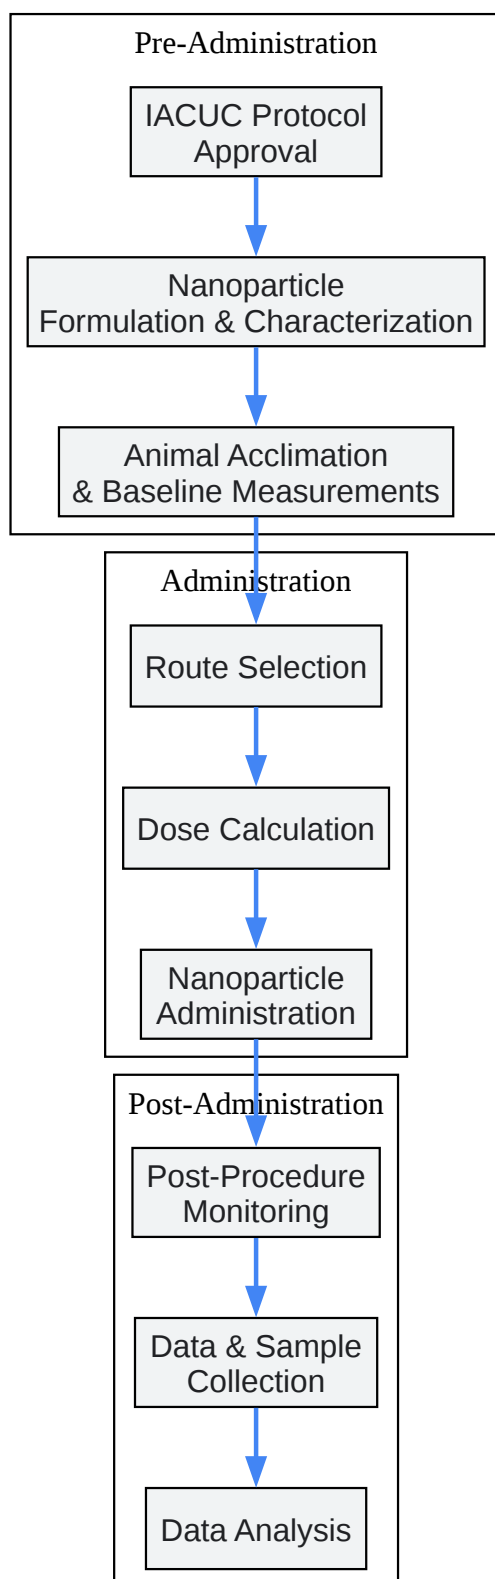 Pre-Administration
IACUC Protocol
Approval
Nanoparticle
Formulation & Characterization
Animal Acclimation
& Baseline Measurements
Administration
Route Selection
Dose Calculation
Nanoparticle
Administration
Post-Administration
Post-Procedure
Monitoring
Data & Sample
Collection
Data Analysis